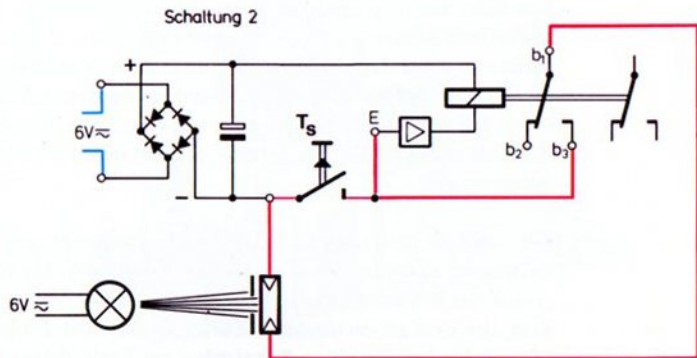 Schaltung 2
+
b₁
6V≂
T_S
E
b₂
b₃
−
6V≂